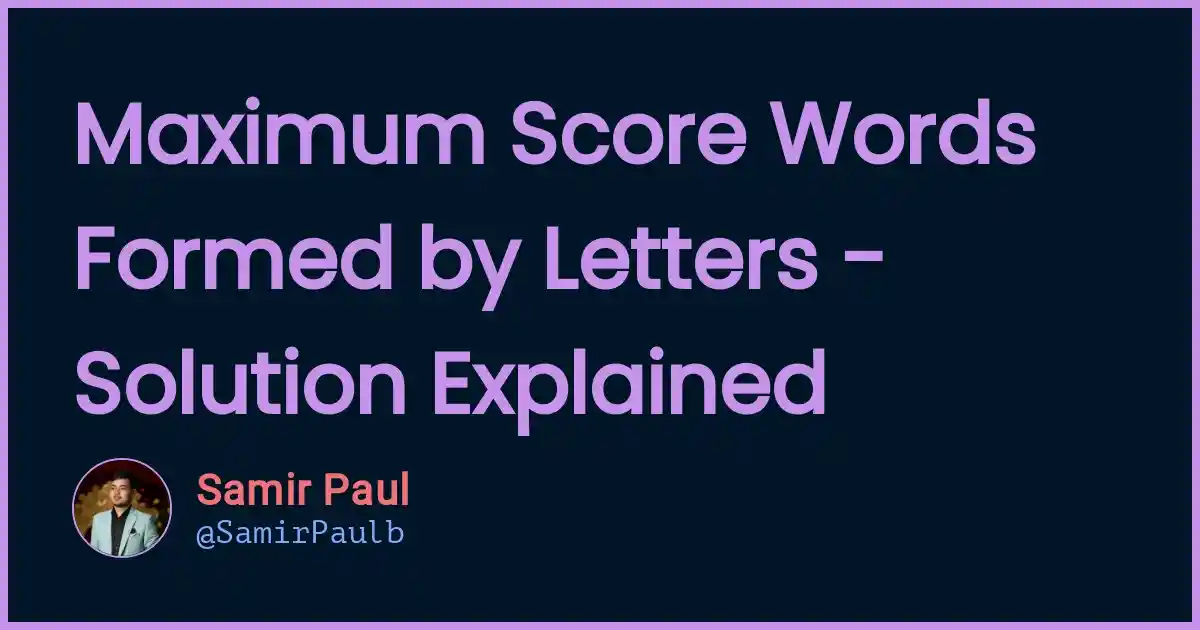 Maximum Score Words
Formed by Letters -
Solution Explained
Samir Paul
@SamirPaulb